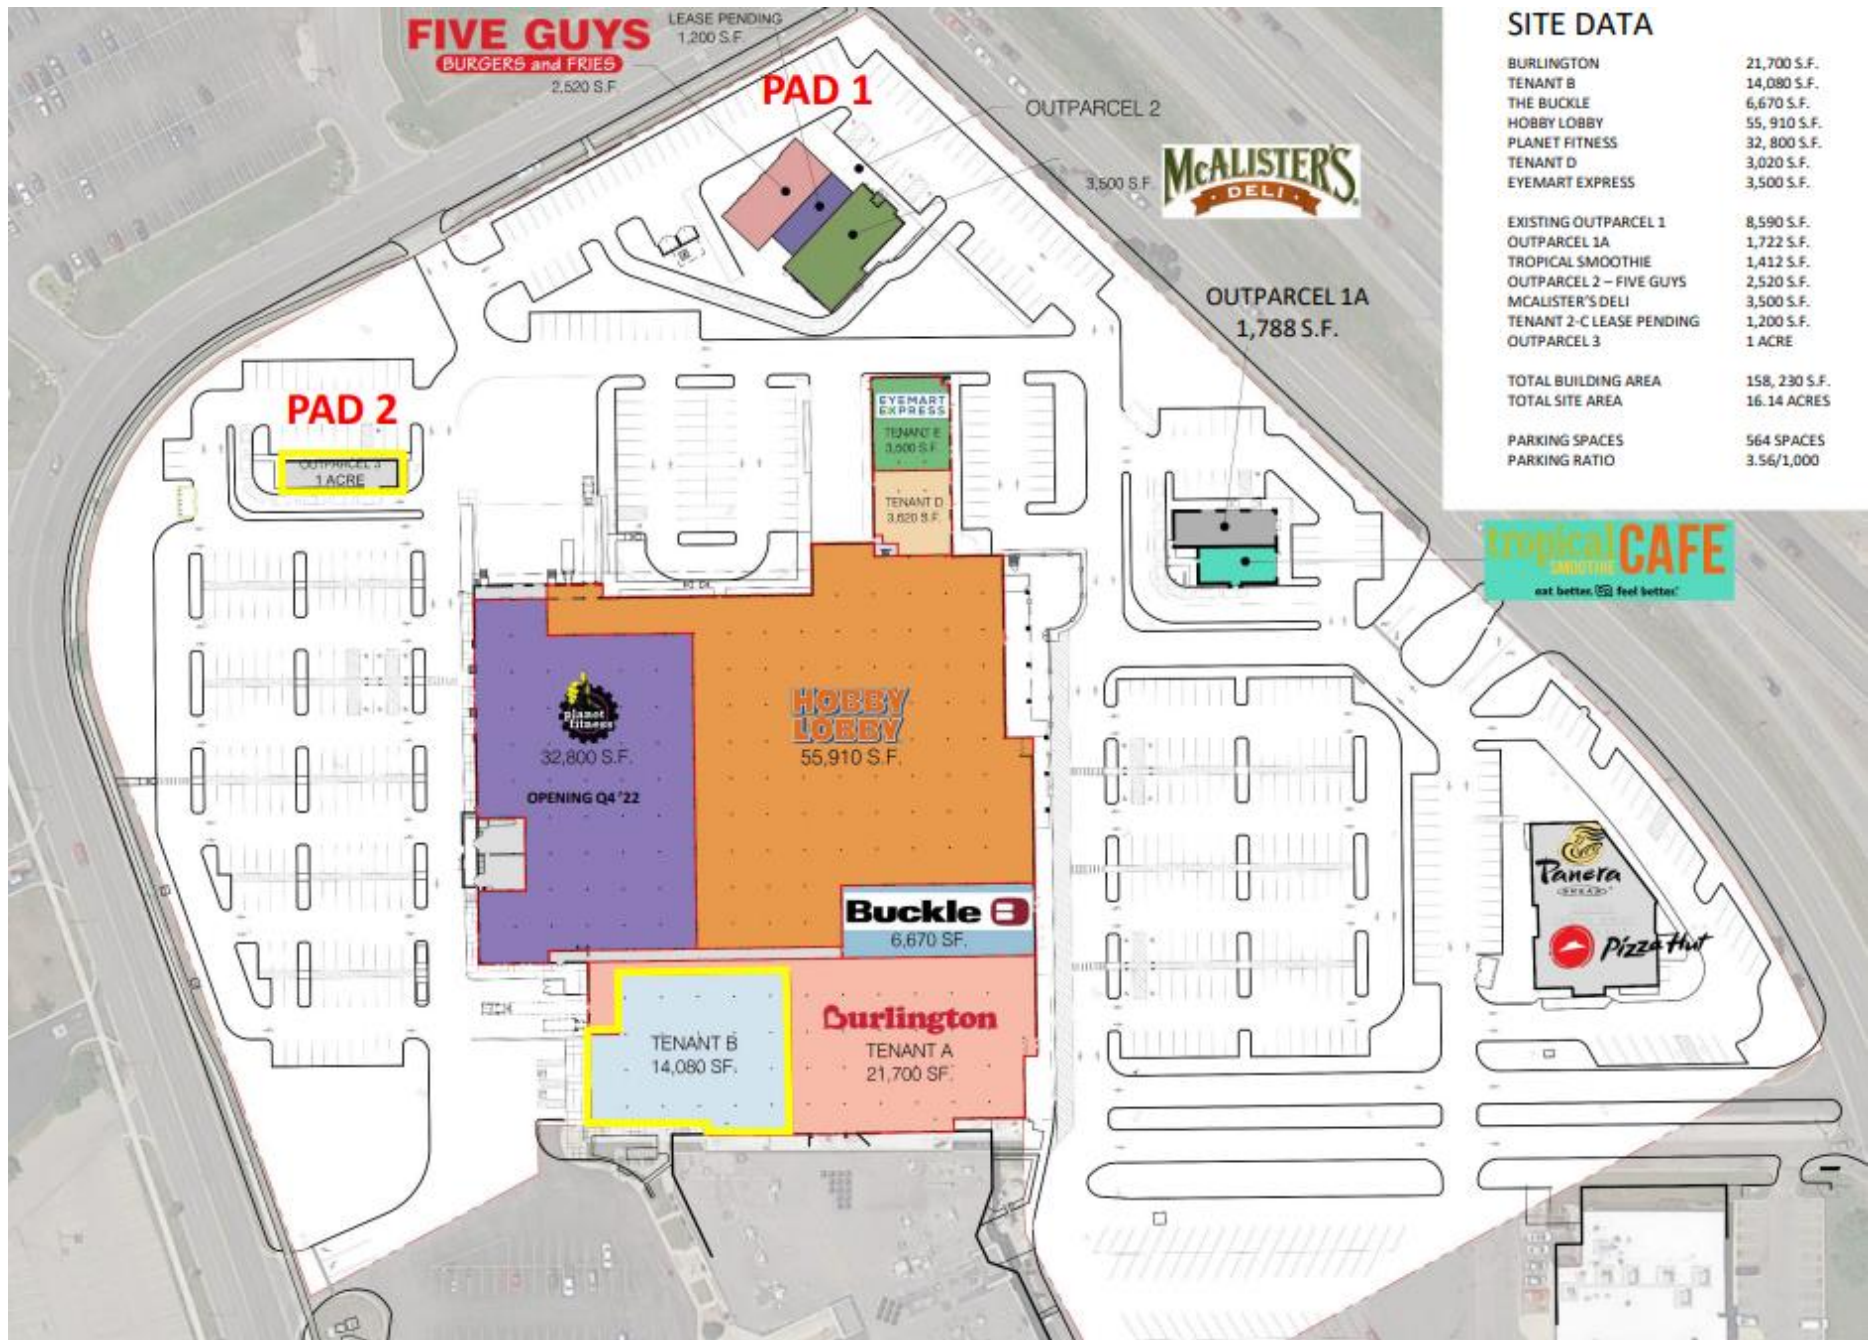 FIVE GUYS
BURGERS and FRIES
2,520 S.F.
LEASE PENDING
1,200 S.F.
PAD 1
OUTPARCEL 2
3,500 S.F.
McALISTER'S
DELI
OUTPARCEL 1A
1,788 S.F.
SITE DATA
BURLINGTON 21,700 S.F.
TENANT B 14,080 S.F.
THE BUCKLE 6,670 S.F.
HOBBY LOBBY 55, 910 S.F.
PLANET FITNESS 32, 800 S.F.
TENANT D 3,020 S.F.
EYEMART EXPRESS 3,500 S.F.
EXISTING OUTPARCEL 1 8,590 S.F.
OUTPARCEL 1A 1,722 S.F.
TROPICAL SMOOTHIE 1,412 S.F.
OUTPARCEL 2 – FIVE GUYS 2,520 S.F.
MCALISTER'S DELI 3,500 S.F.
TENANT 2-C LEASE PENDING 1,200 S.F.
OUTPARCEL 3 1 ACRE
TOTAL BUILDING AREA 158, 230 S.F.
TOTAL SITE AREA 16.14 ACRES
PARKING SPACES 564 SPACES
PARKING RATIO 3.56/1,000
PAD 2
OUTPARCEL 3
1 ACRE
EYEMART
EXPRESS
TENANT E
3,500 S.F.
TENANT D
3,620 S.F.
tropical
SMOOTHIE
CAFE
eat better. feel better.
planet
fitness
32,800 S.F.
OPENING Q4 '22
HOBBY
LOBBY
55,910 S.F.
Buckle B
6,670 SF.
Panera
BREAD
Pizza Hut
TENANT B
14,080 SF.
Burlington
TENANT A
21,700 SF.